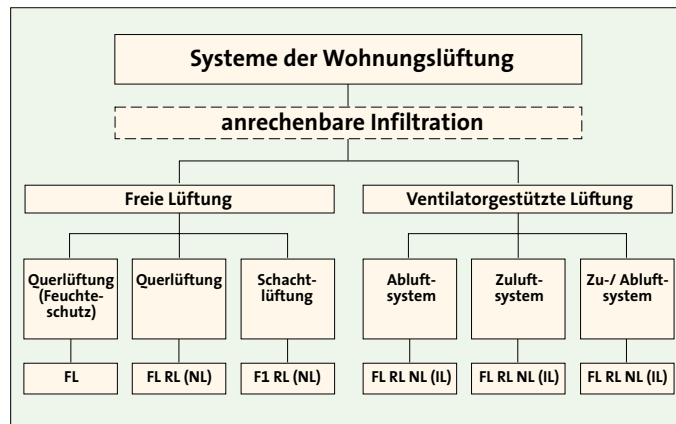 Systeme der Wohnungslüftung
anrechenbare Infiltration
Freie Lüftung
Ventilatorgestützte Lüftung
Querlüftung
(Feuchte-
schutz)
Querlüftung
Schacht-
lüftung
Abluft-
system
Zuluft-
system
Zu-/ Abluft-
system
FL
FL RL (NL)
F1 RL (NL)
FL RL NL (IL)
FL RL NL (IL)
FL RL NL (IL)